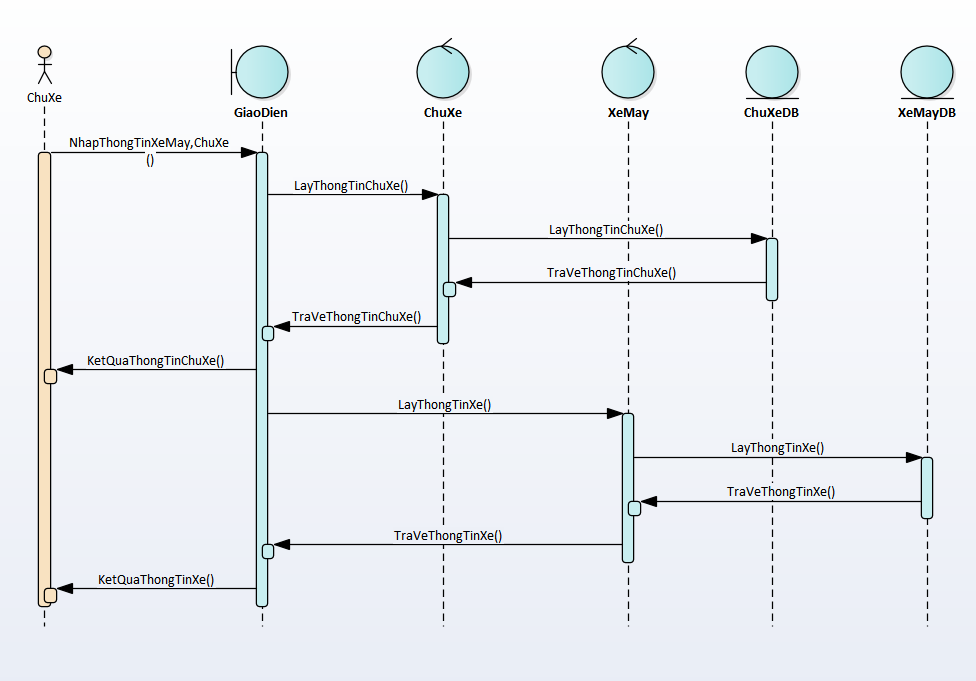 ChuXe
GiaoDien
ChuXe
XeMay
ChuXeDB
XeMayDB
NhapThongTinXeMay,ChuXe
()
LayThongTinChuXe()
LayThongTinChuXe()
TraVeThongTinChuXe()
TraVeThongTinChuXe()
KetQuaThongTinChuXe()
LayThongTinXe()
LayThongTinXe()
TraVeThongTinXe()
TraVeThongTinXe()
KetQuaThongTinXe()